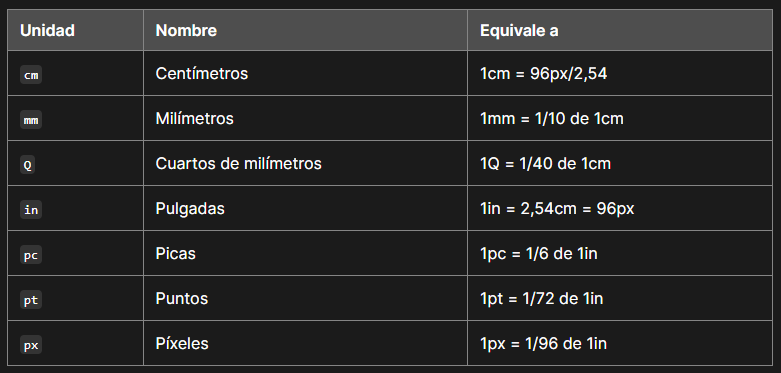 Unidad Nombre Equivale a
cm Centímetros 1cm = 96px/2,54
mm Milímetros 1mm = 1/10 de 1cm
Q Cuartos de milímetros 1Q = 1/40 de 1cm
in Pulgadas 1in = 2,54cm = 96px
pc Picas 1pc = 1/6 de 1in
pt Puntos 1pt = 1/72 de 1in
px Píxeles 1px = 1/96 de 1in